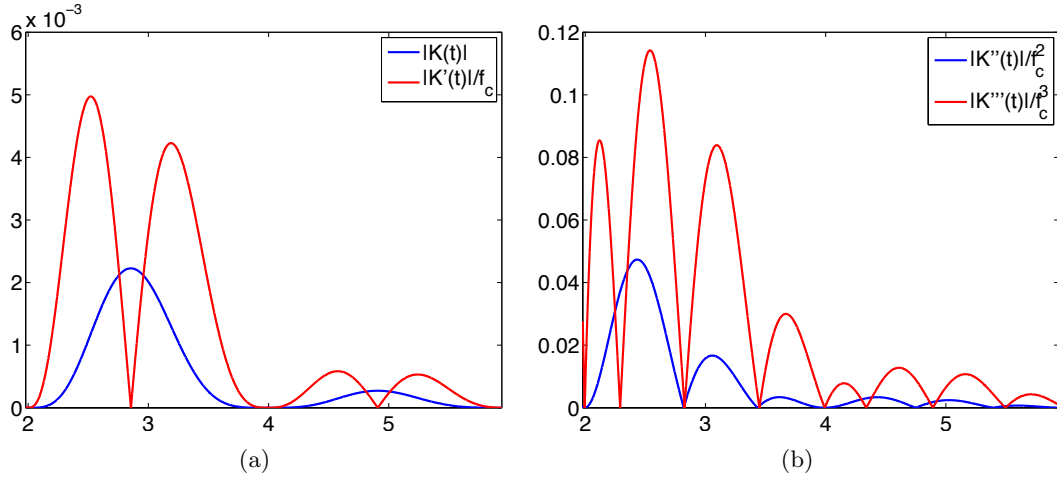 x 10⁻³
6
5
4
3
2
1
0
2 3 4 5
|K(t)|
|K'(t)|/f_c
(a)
0.12
0.1
0.08
0.06
0.04
0.02
0
2 3 4 5
|K''(t)|/f_c^2
|K'''(t)|/f_c^3
(b)